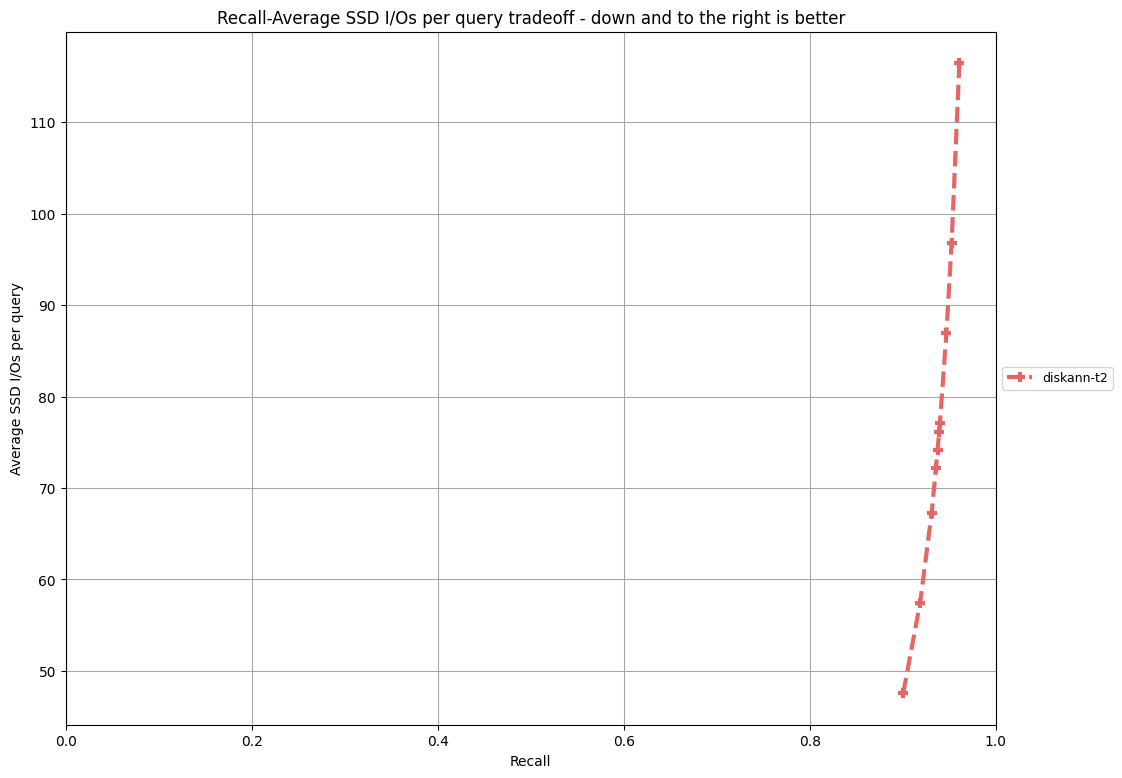 Recall-Average SSD I/Os per query tradeoff - down and to the right is better
110
100
90
80
70
60
50
Average SSD I/Os per query
0.0 0.2 0.4 0.6 0.8 1.0
Recall
diskann-t2